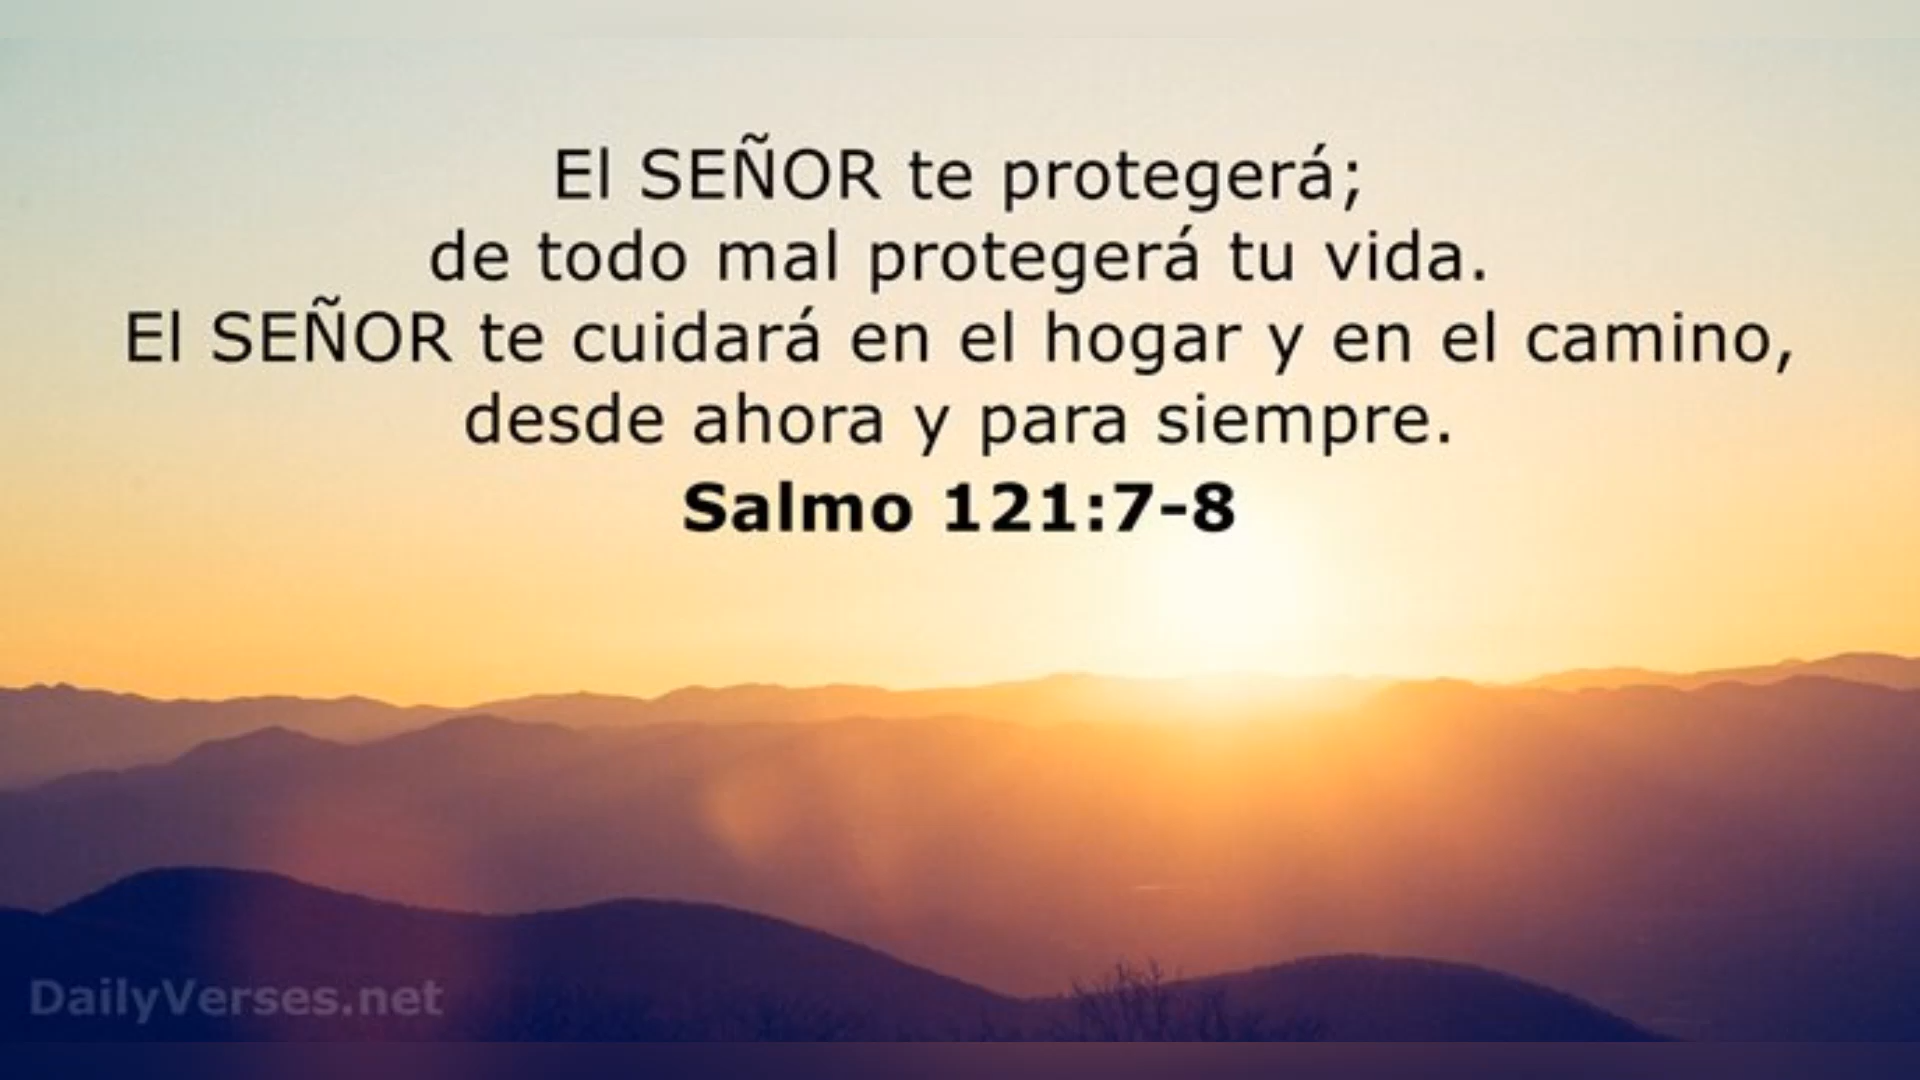 El SEÑOR te protegerá;
de todo mal protegerá tu vida.
El SEÑOR te cuidará en el hogar y en el camino,
desde ahora y para siempre.
Salmo 121:7-8
DailyVerses.net